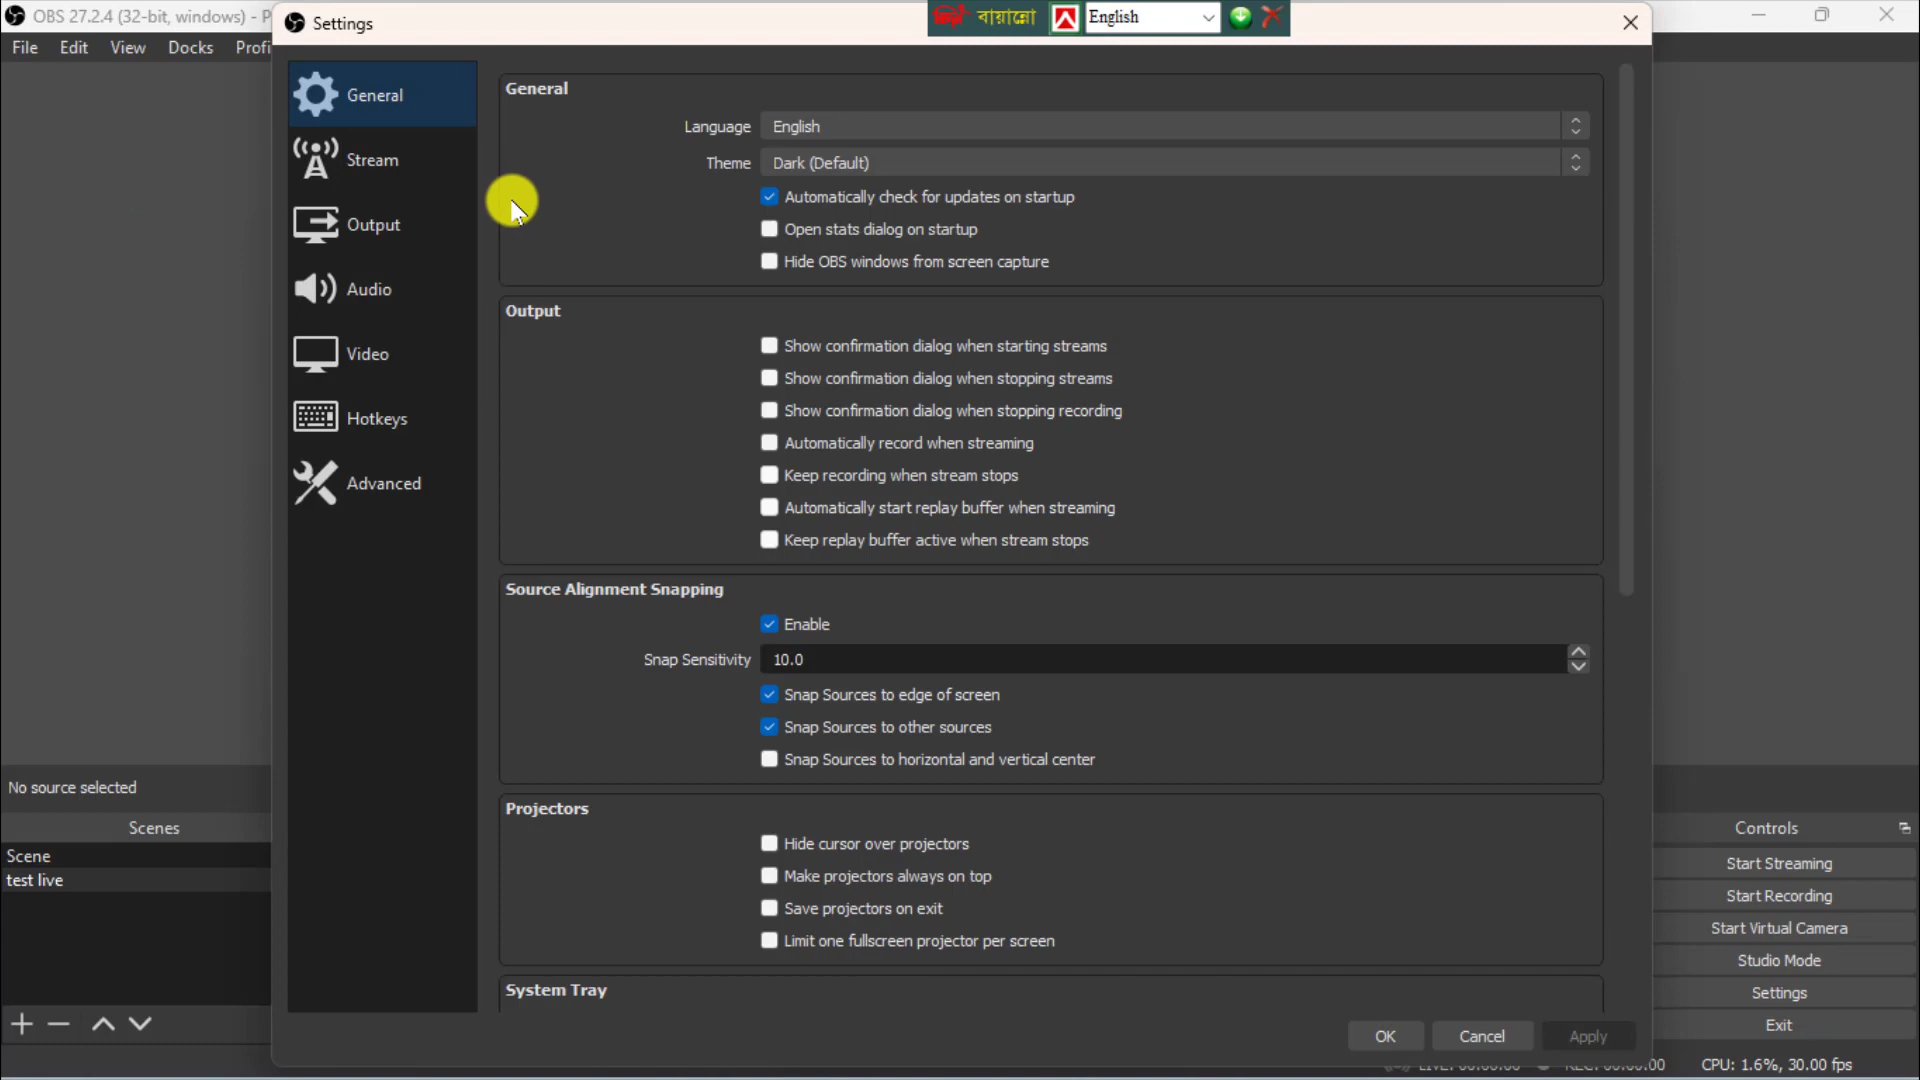 OBS 27.2.4 (32-bit, windows) - P
Settings
বায়ান্নো
English
File Edit View Docks Profi
General
Stream
Output
Audio
Video
Hotkeys
Advanced
General
Language English
Theme Dark (Default)
Automatically check for updates on startup
Open stats dialog on startup
Hide OBS windows from screen capture
Output
Show confirmation dialog when starting streams
Show confirmation dialog when stopping streams
Show confirmation dialog when stopping recording
Automatically record when streaming
Keep recording when stream stops
Automatically start replay buffer when streaming
Keep replay buffer active when stream stops
Source Alignment Snapping
Enable
Snap Sensitivity 10.0
Snap Sources to edge of screen
Snap Sources to other sources
Snap Sources to horizontal and vertical center
Projectors
Hide cursor over projectors
Make projectors always on top
Save projectors on exit
Limit one fullscreen projector per screen
System Tray
OK Cancel Apply
No source selected
Scenes
Scene
test live
Controls
Start Streaming
Start Recording
Start Virtual Camera
Studio Mode
Settings
Exit
CPU: 1.6%, 30.00 fps